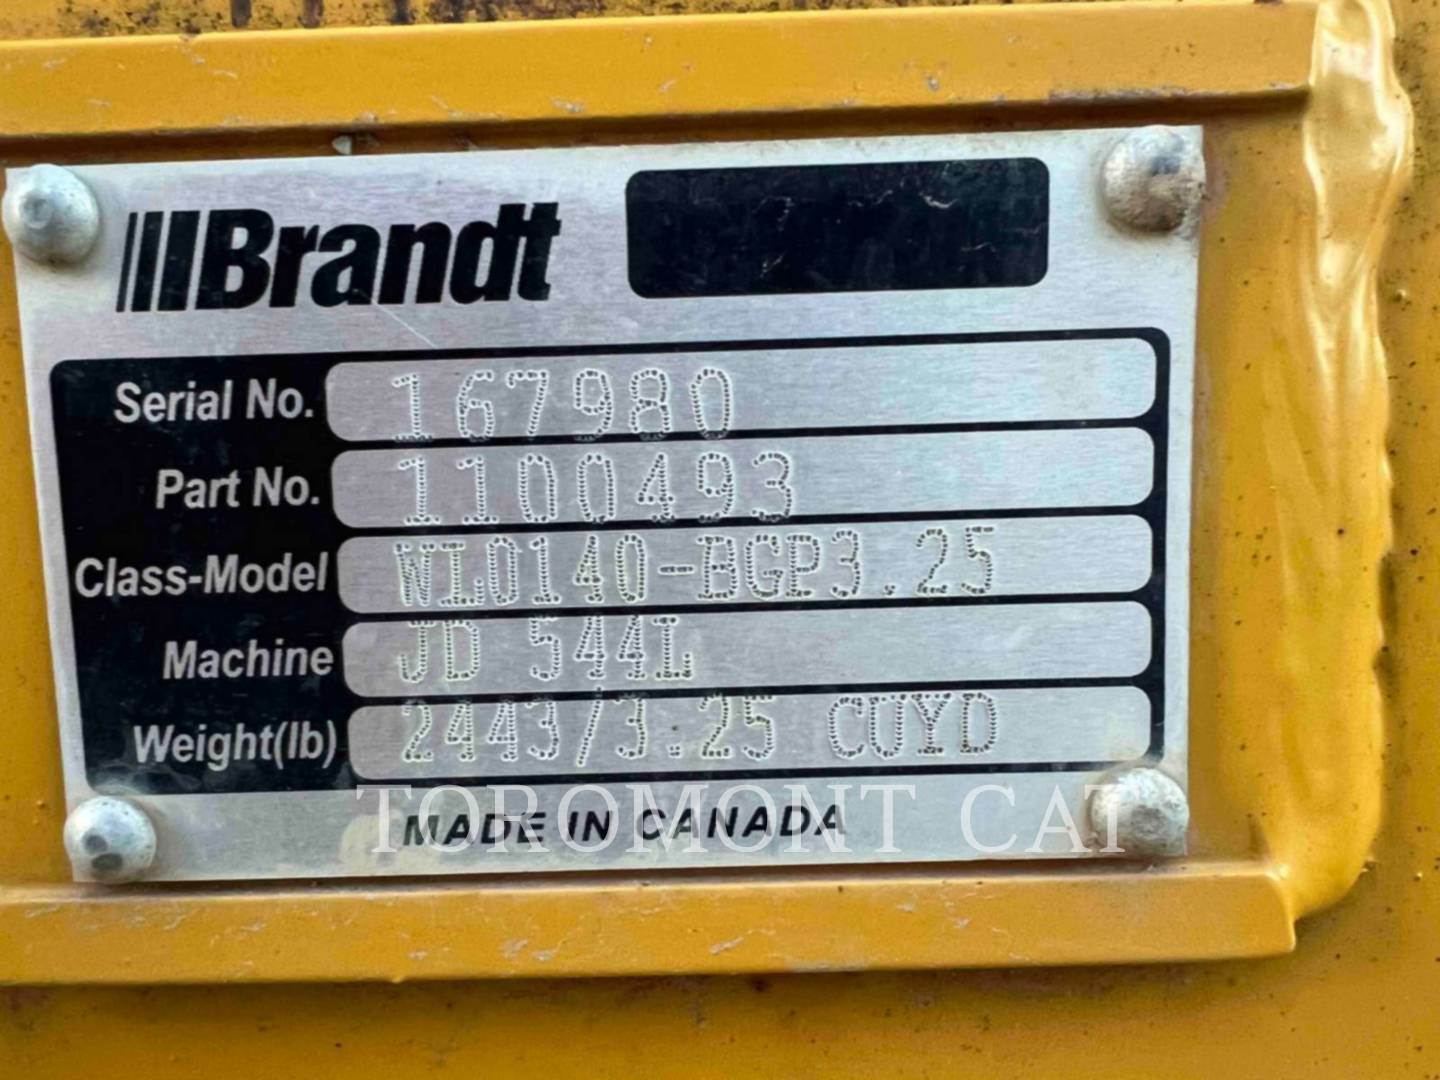 Brandt
Serial No. 167980
Part No. 1100493
Class-Model WL0140-BGP3.25
Machine JD 544L
Weight(lb) 2443/3.25 CUYD
MADE IN CANADA
TOROMONT CAT